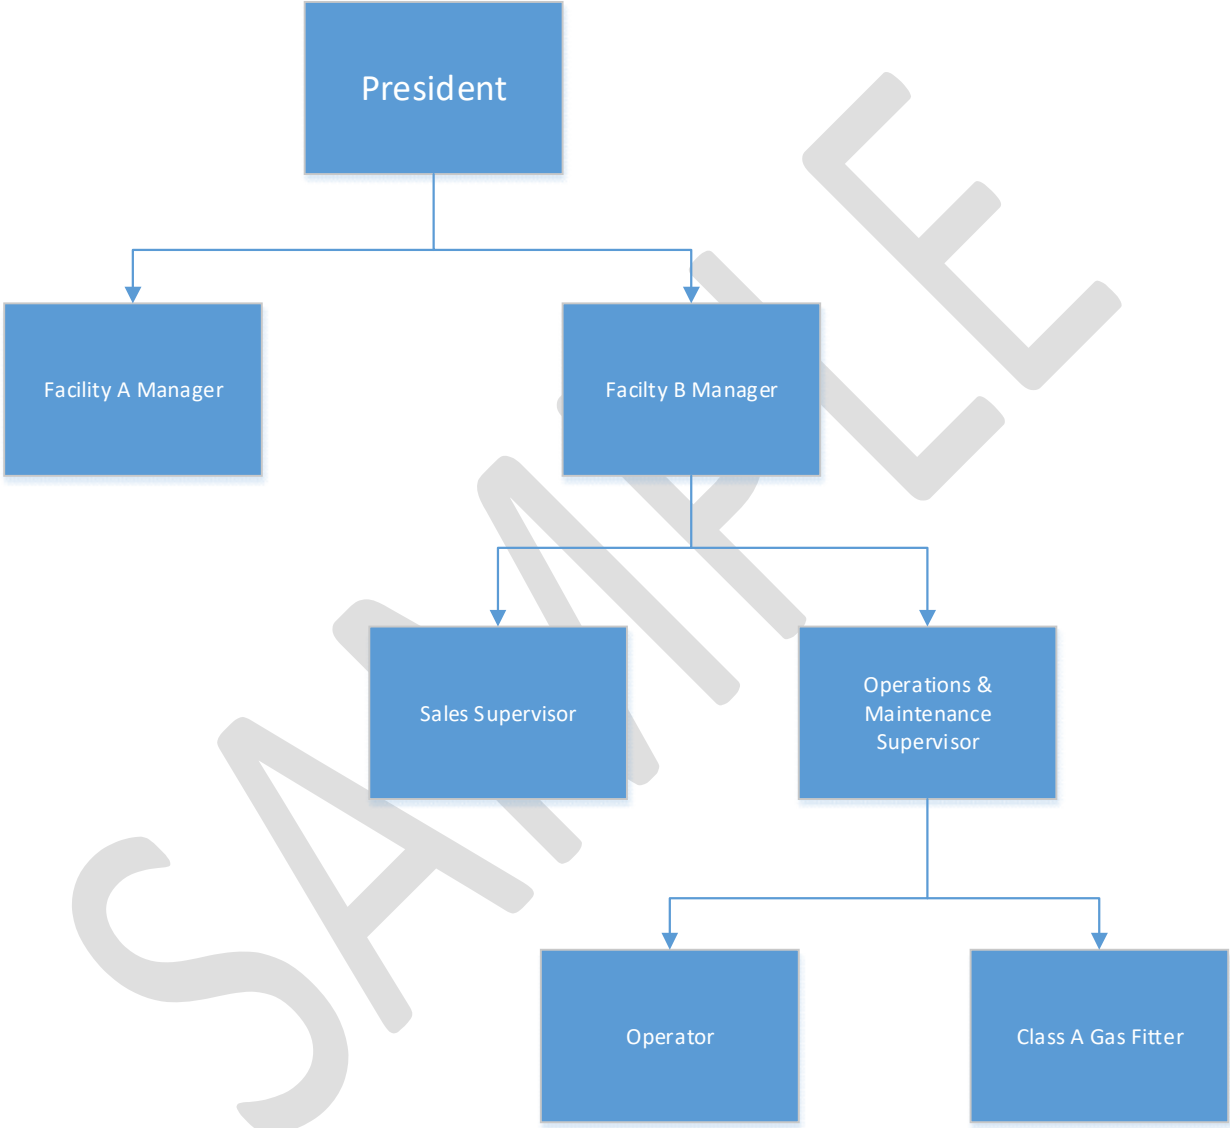 President
Facility A Manager
Facilty B Manager
Sales Supervisor
Operations &
Maintenance
Supervisor
Operator
Class A Gas Fitter
SAMPLE